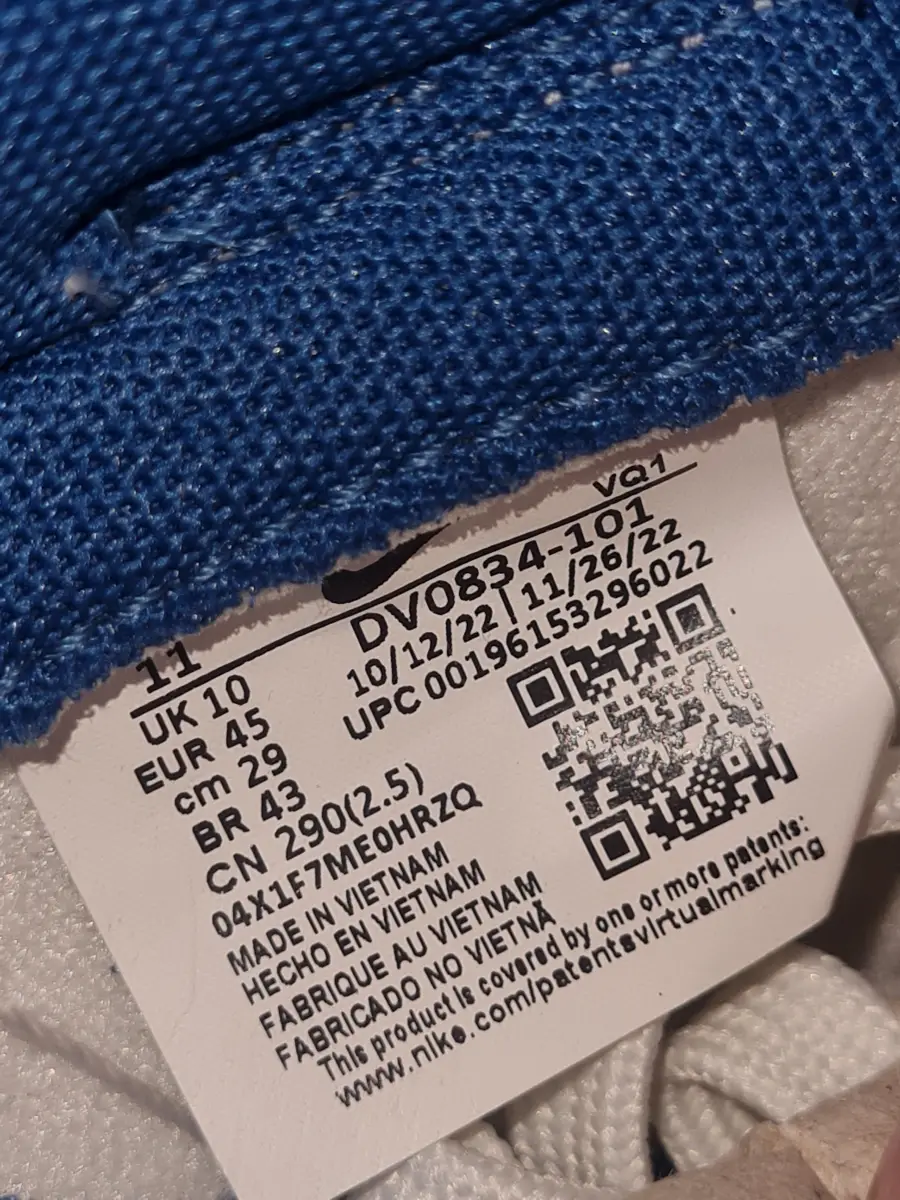 VQ1
11
DV0834-101
10/12/22 | 11/26/22
UPC 00196153296022
UK 10
EUR 45
cm 29
BR 43
CN 290(2.5)
04X1F7ME0HRZQ
MADE IN VIETNAM
HECHO EN VIETNAM
FABRIQUE AU VIETNAM
FABRICADO NO VIETNÃ
This product is covered by one or more patents:
www.nike.com/patentsvirtualmarking